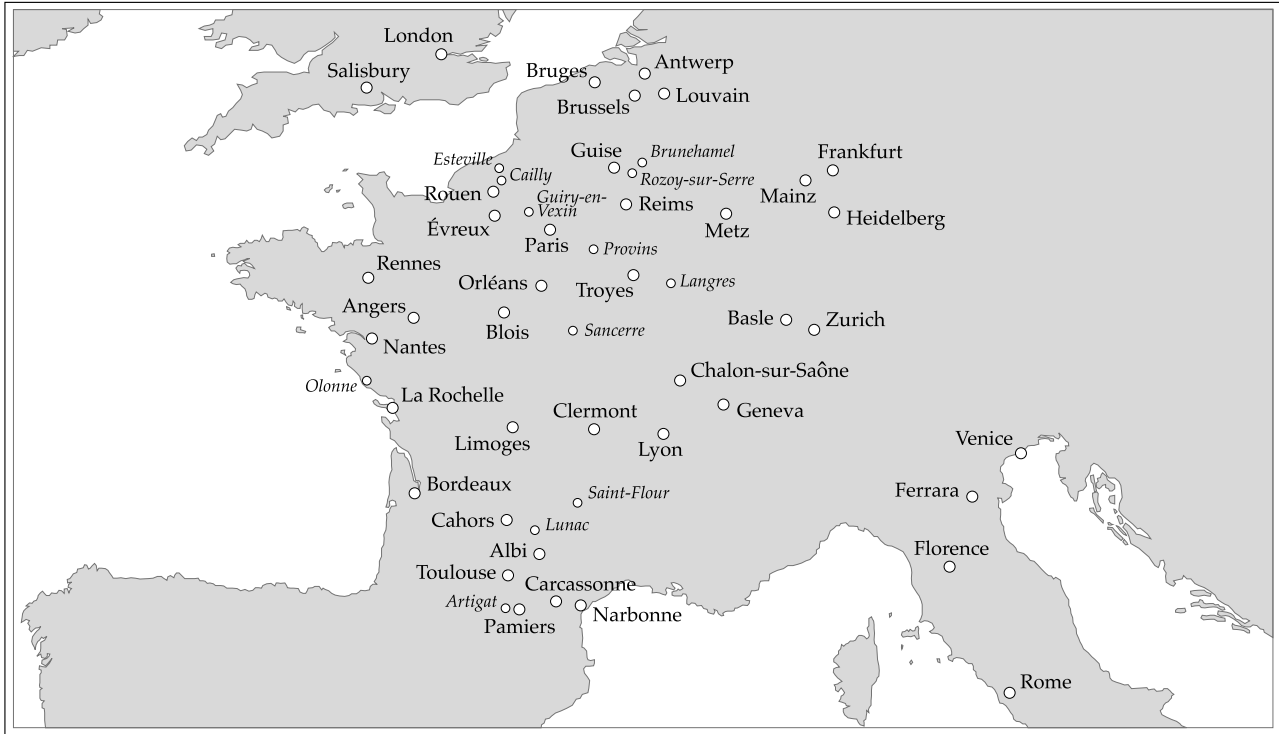 London
Salisbury
Bruges
Antwerp
Brussels
Louvain
Esteville
Cailly
Guise
Brunehamel
Rozoy-sur-Serre
Frankfurt
Mainz
Rouen
Guiry-en-
Vexin
Reims
Heidelberg
Évreux
Paris
Metz
Provins
Rennes
Orléans
Troyes
Langres
Angers
Blois
Sancerre
Basle
Zurich
Nantes
Olonne
La Rochelle
Chalon-sur-Saône
Clermont
Geneva
Limoges
Lyon
Venice
Bordeaux
Saint-Flour
Ferrara
Cahors
Lunac
Albi
Florence
Toulouse
Carcassonne
Artigat
Pamiers
Narbonne
Rome